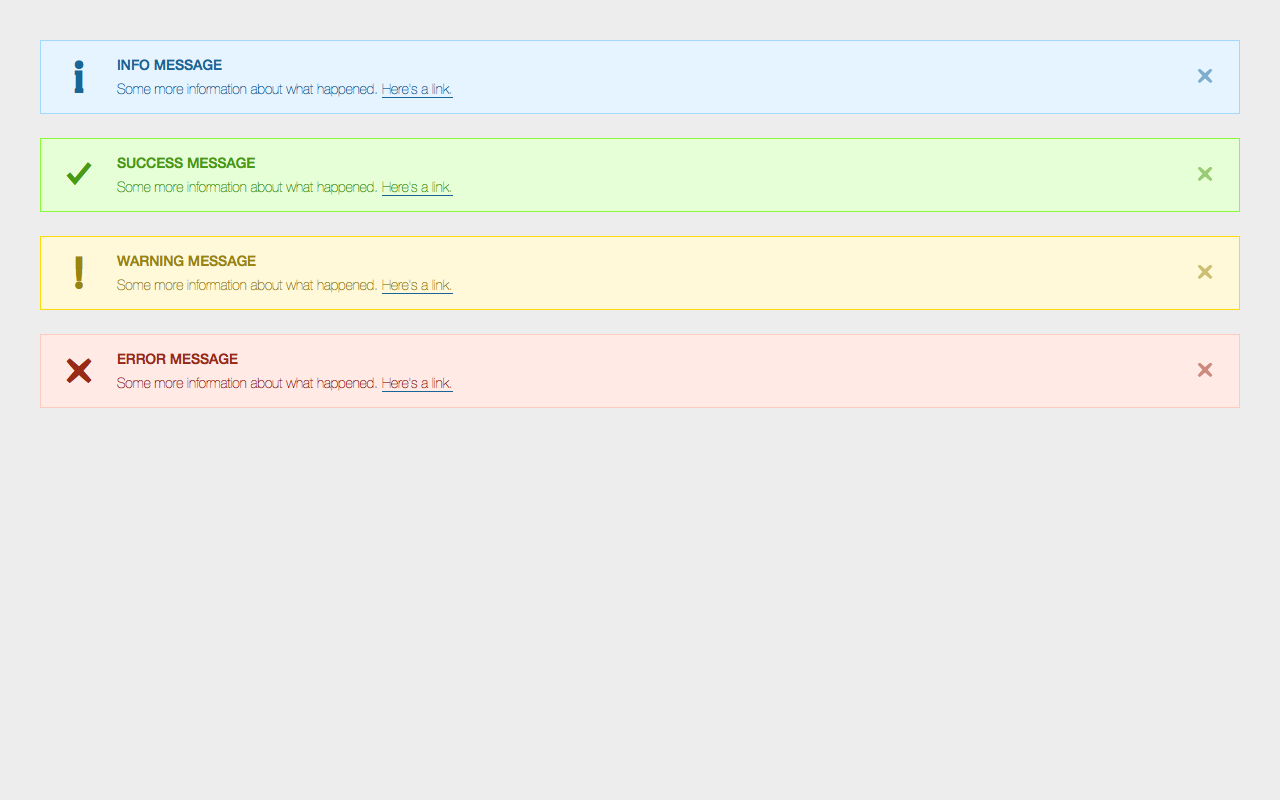 INFO MESSAGE
Some more information about what happened. Here's a link.
SUCCESS MESSAGE
Some more information about what happened. Here's a link.
WARNING MESSAGE
Some more information about what happened. Here's a link.
ERROR MESSAGE
Some more information about what happened. Here's a link.